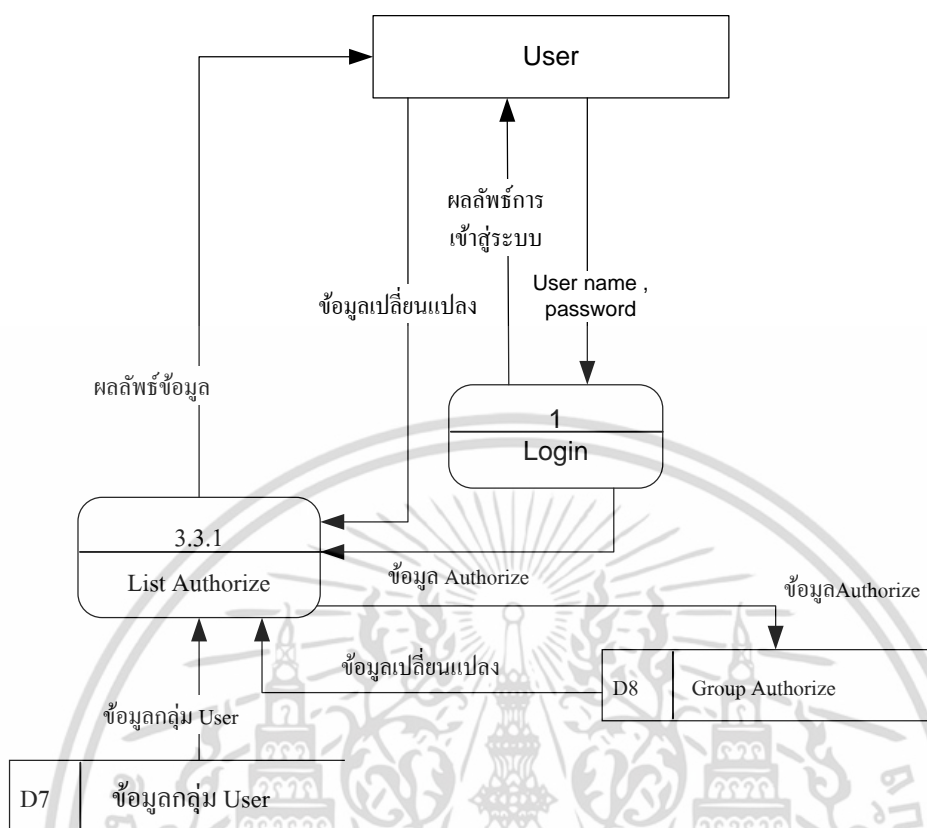 User
ผลลัพธ์การ
เข้าสู่ระบบ
User name ,
password
ข้อมูลเปลี่ยนแปลง
ผลลัพธ์ข้อมูล
1
Login
3.3.1
List Authorize
ข้อมูล Authorize
ข้อมูลAuthorize
ข้อมูลเปลี่ยนแปลง
D8 Group Authorize
ข้อมูลกลุ่ม User
D7 ข้อมูลกลุ่ม User